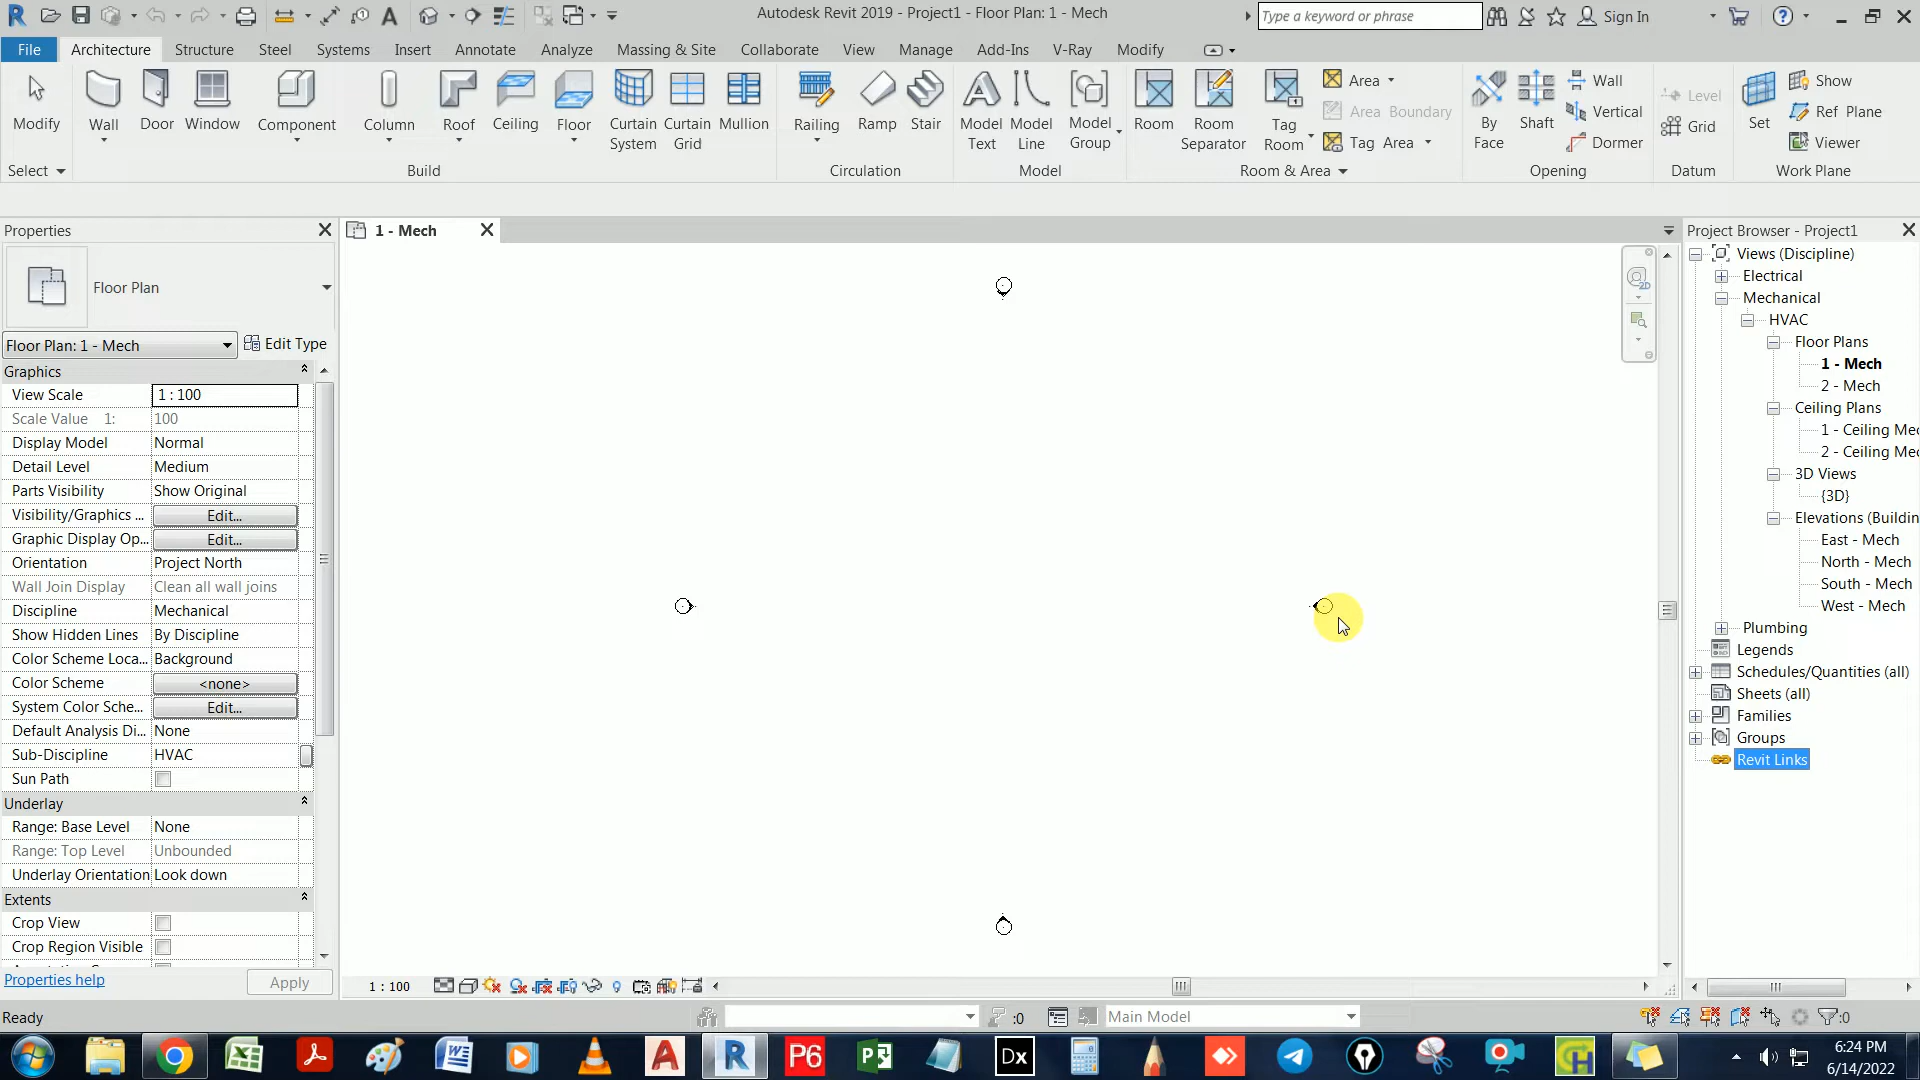 Autodesk Revit 2019 - Project1 - Floor Plan: 1 - Mech
Type a keyword or phrase
Sign In
File Architecture Structure Steel Systems Insert Annotate Analyze Massing & Site Collaborate View Manage Add-Ins V-Ray Modify
Modify
Wall
Door
Window
Component
Column
Roof
Ceiling
Floor
Curtain System
Curtain Grid
Mullion
Railing
Ramp
Stair
Model Text
Model Line
Model Group
Room
Room Separator
Tag Room
Area
Area Boundary
Tag Area
By Face
Shaft
Wall
Vertical
Dormer
Level
Grid
Set
Show
Ref Plane
Viewer
Select Build Circulation Model Room & Area Opening Datum Work Plane
Properties
Floor Plan
Floor Plan: 1 - Mech
Edit Type
Graphics
View Scale 1 : 100
Scale Value 1: 100
Display Model Normal
Detail Level Medium
Parts Visibility Show Original
Visibility/Graphics ... Edit...
Graphic Display Op... Edit...
Orientation Project North
Wall Join Display Clean all wall joins
Discipline Mechanical
Show Hidden Lines By Discipline
Color Scheme Loca... Background
Color Scheme <none>
System Color Sche... Edit...
Default Analysis Di... None
Sub-Discipline HVAC
Sun Path
Underlay
Range: Base Level None
Range: Top Level Unbounded
Underlay Orientation Look down
Extents
Crop View
Crop Region Visible
Properties help
Apply
1 - Mech
2D
1 : 100
Project Browser - Project1
Views (Discipline)
Electrical
Mechanical
HVAC
Floor Plans
1 - Mech
2 - Mech
Ceiling Plans
1 - Ceiling Mec
2 - Ceiling Mec
3D Views
{3D}
Elevations (Buildin
East - Mech
North - Mech
South - Mech
West - Mech
Plumbing
Legends
Schedules/Quantities (all)
Sheets (all)
Families
Groups
Revit Links
Ready
:0
Main Model
:0
P6
Dx
6:24 PM
6/14/2022